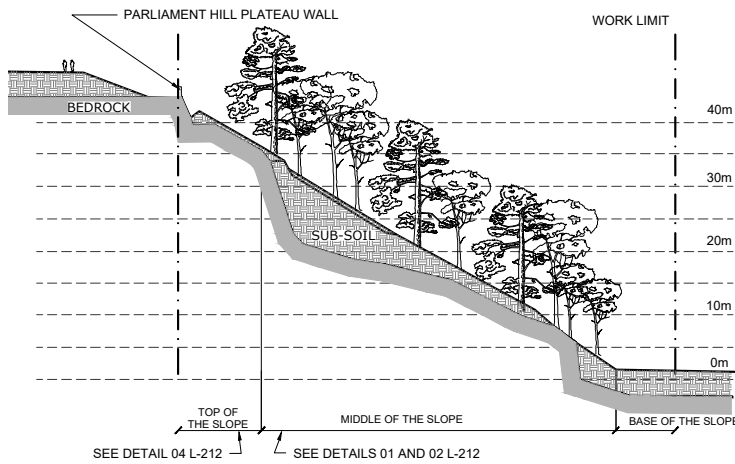 PARLIAMENT HILL PLATEAU WALL
WORK LIMIT
BEDROCK
40m
30m
SUB-SOIL
20m
10m
0m
TOP OF
THE SLOPE
MIDDLE OF THE SLOPE
BASE OF THE SLOPE
SEE DETAIL 04 L-212
SEE DETAILS 01 AND 02 L-212